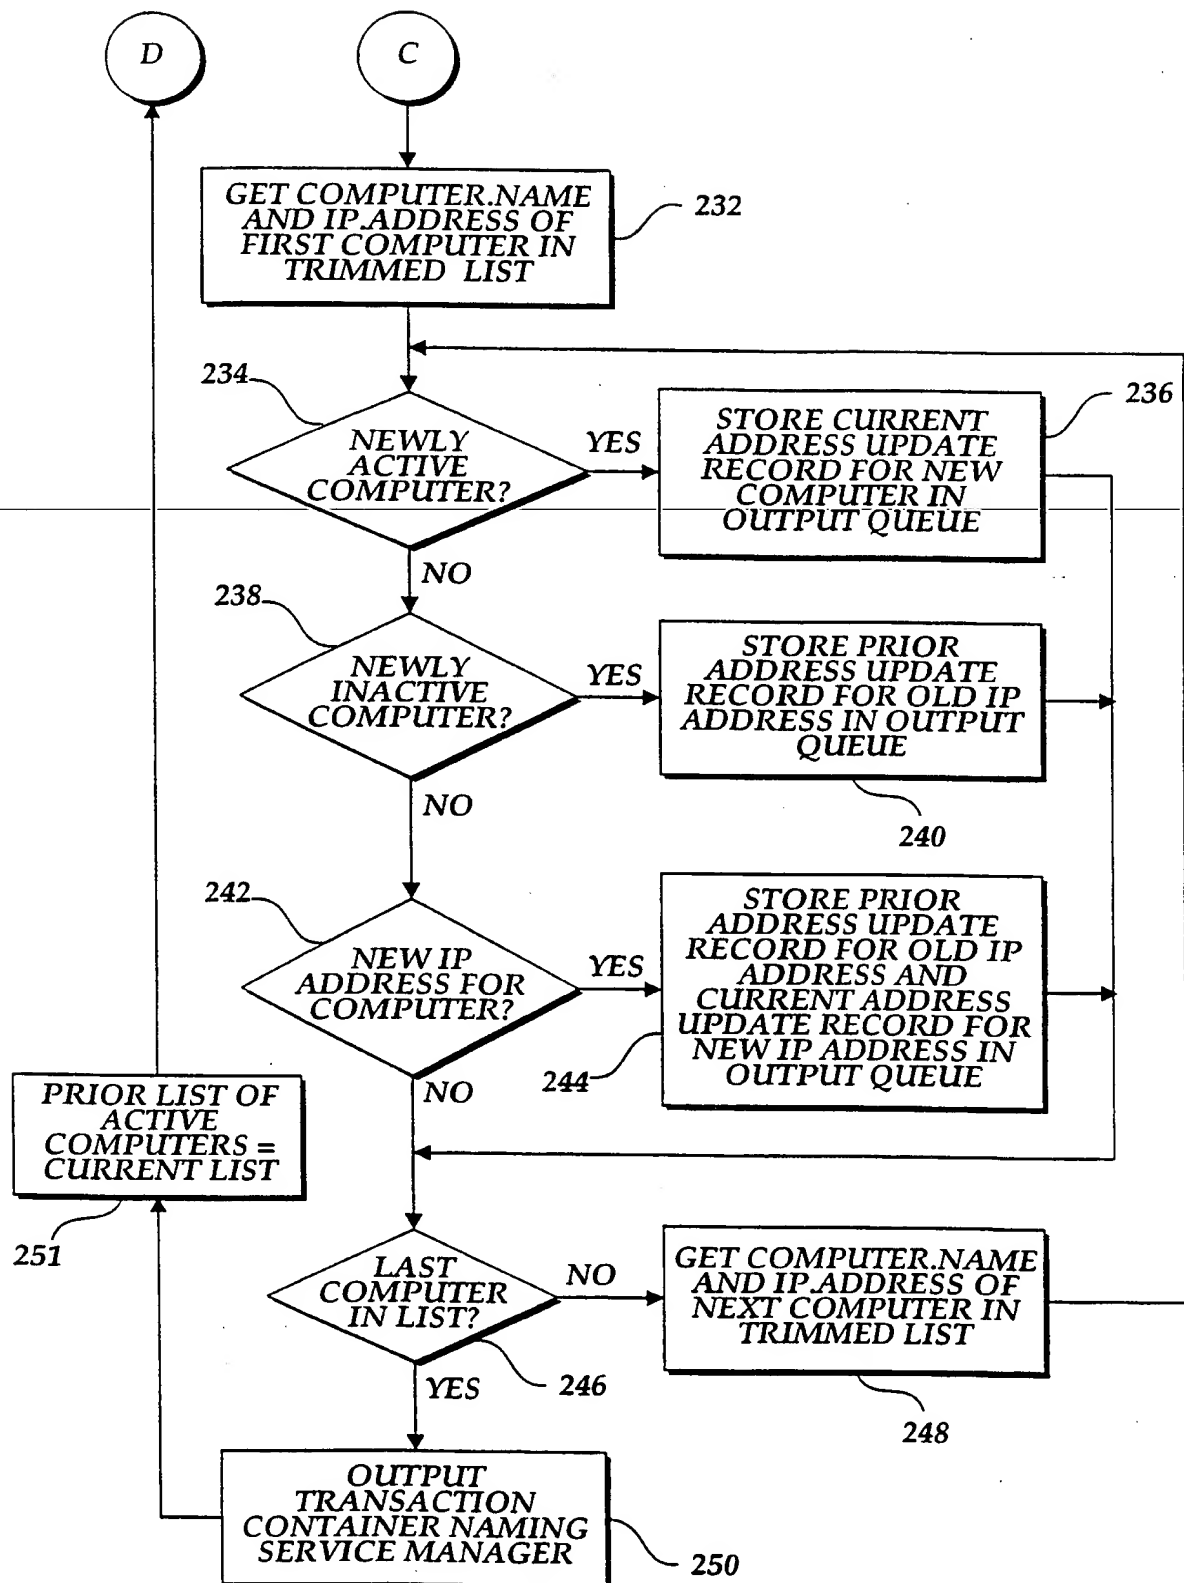 D
C
GET COMPUTER.NAME
AND IP.ADDRESS OF
FIRST COMPUTER IN
TRIMMED LIST
232
234
NEWLY
ACTIVE
COMPUTER?
YES
STORE CURRENT
ADDRESS UPDATE
RECORD FOR NEW
COMPUTER IN
OUTPUT QUEUE
236
NO
238
NEWLY
INACTIVE
COMPUTER?
YES
STORE PRIOR
ADDRESS UPDATE
RECORD FOR OLD IP
ADDRESS IN OUTPUT
QUEUE
240
NO
242
NEW IP
ADDRESS FOR
COMPUTER?
YES
STORE PRIOR
ADDRESS UPDATE
RECORD FOR OLD IP
ADDRESS AND
CURRENT ADDRESS
UPDATE RECORD FOR
NEW IP ADDRESS IN
OUTPUT QUEUE
244
NO
PRIOR LIST OF
ACTIVE
COMPUTERS =
CURRENT LIST
251
LAST
COMPUTER
IN LIST?
NO
GET COMPUTER.NAME
AND IP.ADDRESS OF
NEXT COMPUTER IN
TRIMMED LIST
246
248
YES
OUTPUT
TRANSACTION
CONTAINER NAMING
SERVICE MANAGER
250